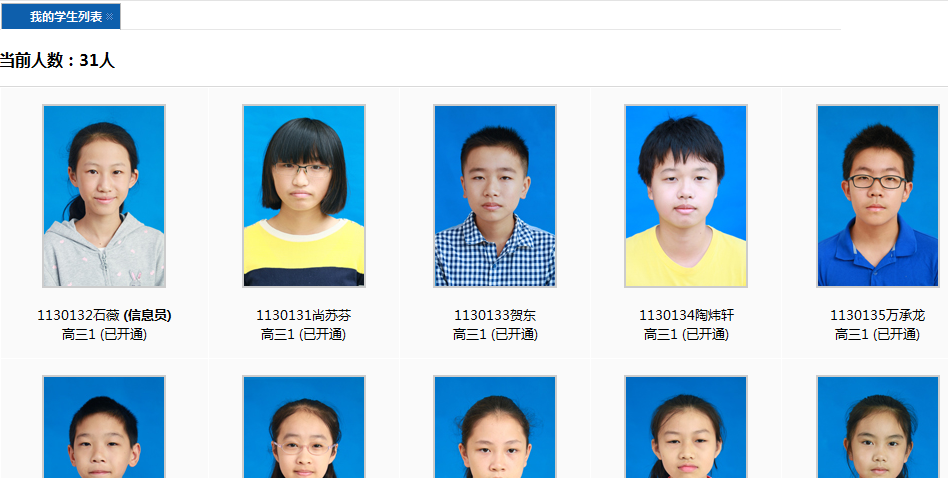 我的学生列表
当前人数：31人
1130132石薇 (信息员)
高三1 (已开通)
1130131尚苏芬
高三1 (已开通)
1130133贺东
高三1 (已开通)
1130134陶炜轩
高三1 (已开通)
1130135万承龙
高三1 (已开通)